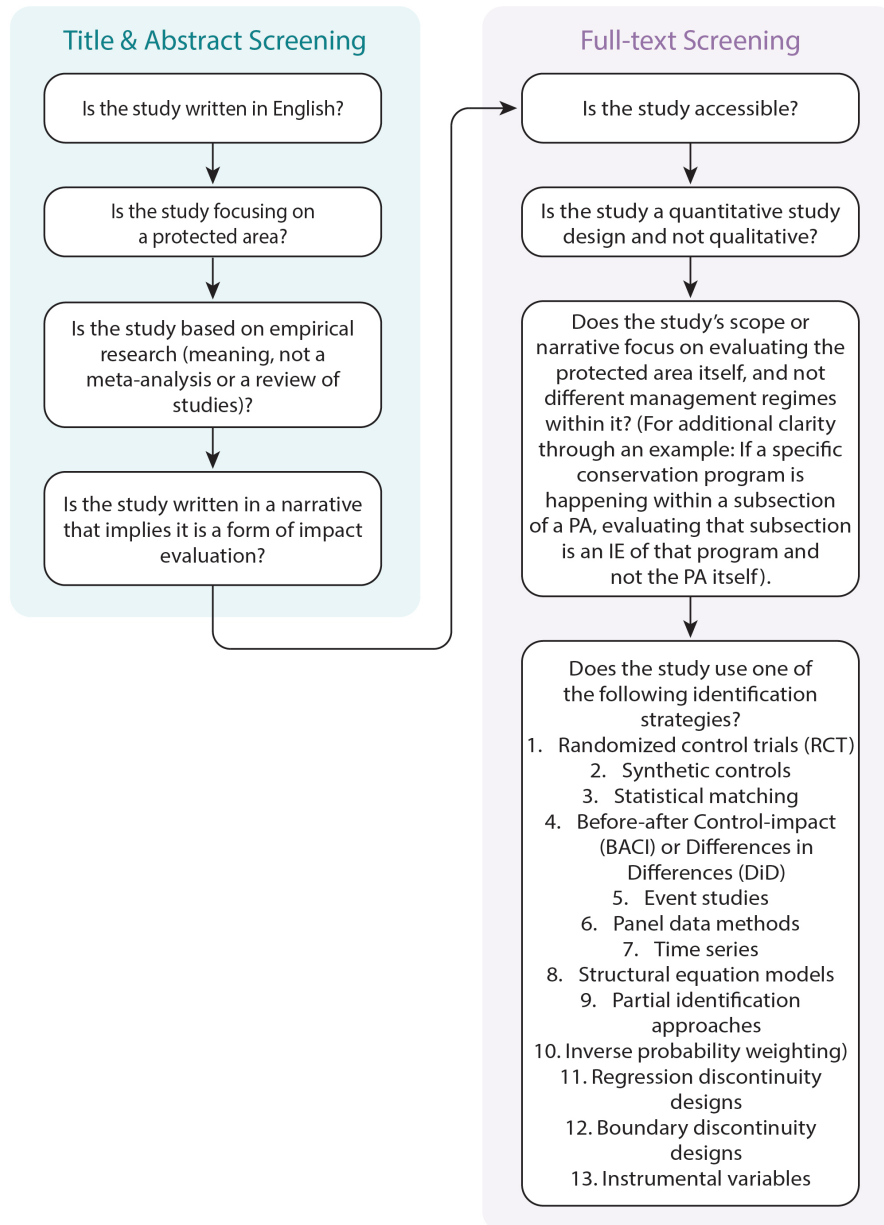 Title & Abstract Screening
Is the study written in English?
Is the study focusing on
a protected area?
Is the study based on empirical
research (meaning, not a
meta-analysis or a review of
studies)?
Is the study written in a narrative
that implies it is a form of impact
evaluation?
Full-text Screening
Is the study accessible?
Is the study a quantitative study
design and not qualitative?
Does the study’s scope or
narrative focus on evaluating the
protected area itself, and not
different management regimes
within it? (For additional clarity
through an example: If a specific
conservation program is
happening within a subsection
of a PA, evaluating that subsection
is an IE of that program and
not the PA itself).
Does the study use one of
the following identification
strategies?
1. Randomized control trials (RCT)
2. Synthetic controls
3. Statistical matching
4. Before-after Control-impact
(BACI) or Differences in
Differences (DiD)
5. Event studies
6. Panel data methods
7. Time series
8. Structural equation models
9. Partial identification
approaches
10. Inverse probability weighting)
11. Regression discontinuity
designs
12. Boundary discontinuity
designs
13. Instrumental variables